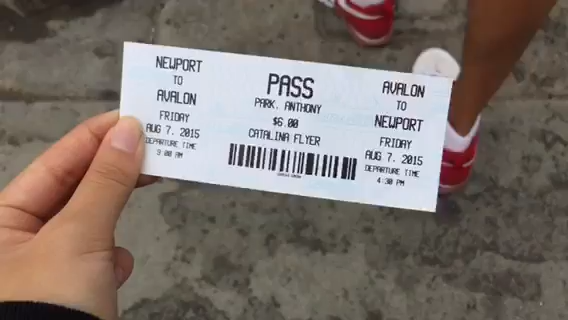 NEWPORT
TO
AVALON
FRIDAY
AUG 7. 2015
DEPARTURE TIME
9:00 AM
PASS
PARK, ANTHONY
$6.00
CATALINA FLYER
AVALON
TO
NEWPORT
FRIDAY
AUG 7. 2015
DEPARTURE TIME
4:30 PM